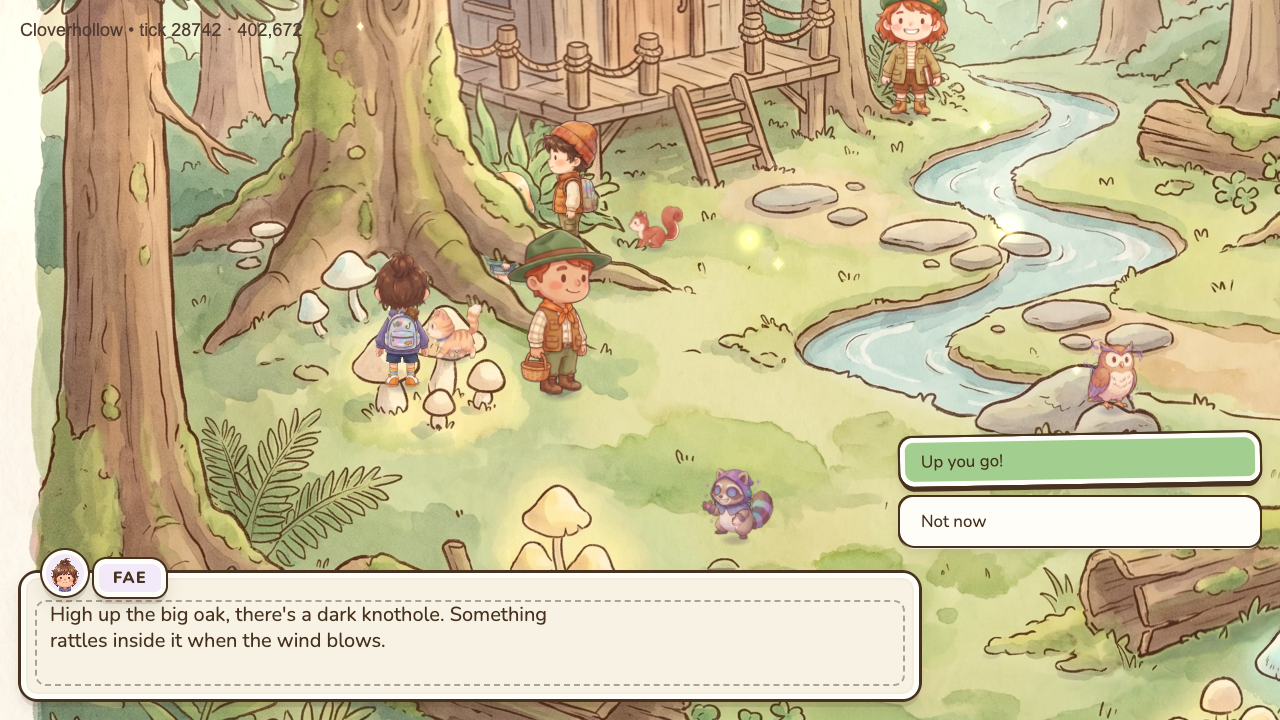 Cloverhollow • tick 28742 · 402,672
Up you go!
Not now
FAE
High up the big oak, there's a dark knothole. Something
rattles inside it when the wind blows.